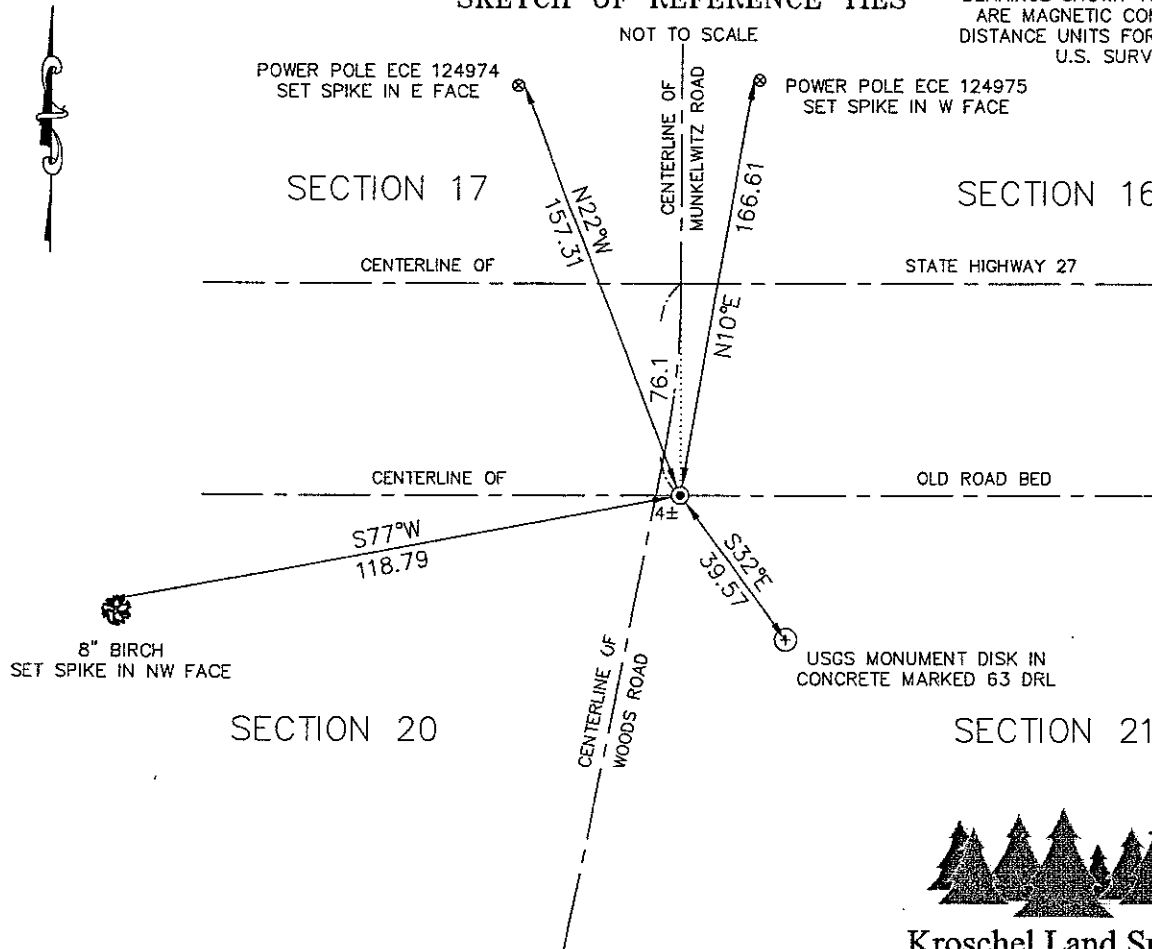 SKETCH OF REFERENCE TIES
NOT TO SCALE
ARE MAGNETIC
DISTANCE UNITS FOR
U.S.
POWER POLE ECE 124974
SET SPIKE IN E FACE
POWER POLE ECE 124975
SET SPIKE IN W FACE
CENTERLINE OF
MUNKELWITZ ROAD
SECTION 17
SECTION 16
N22°W
157.31
166.61
N10°E
CENTERLINE OF
STATE HIGHWAY 27
76.1
CENTERLINE OF
OLD ROAD BED
4±
S77°W
118.79
S32°E
39.57
8" BIRCH
SET SPIKE IN NW FACE
USGS MONUMENT DISK IN
CONCRETE MARKED 63 DRL
CENTERLINE OF
WOODS ROAD
SECTION 20
SECTION 21
Kroschel Land